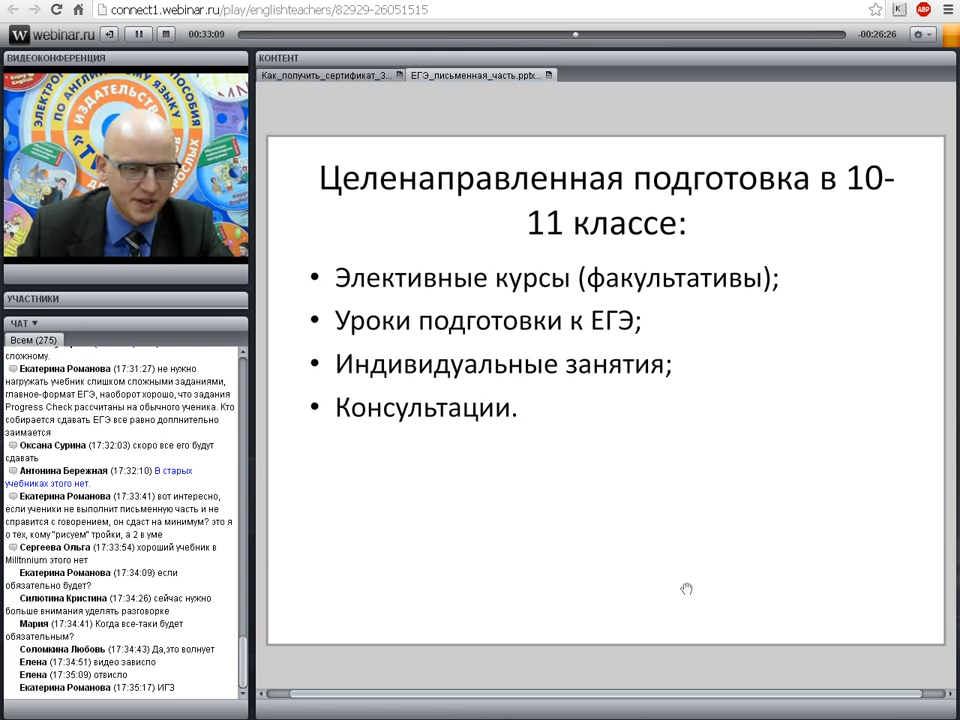 connect1.webinar.ru/play/englishteachers/82929-26051515
K
ABP
W webinar.ru
00:33:09
-00:26:26
ВИДЕОКОНФЕРЕНЦИЯ
ЭЛЕКТРОН
ПО АНГЛИЙСКОМУ ЯЗЫКУ
ПОСОБИЯ
ИЗДАТЕЛЬСТВ
УЧАСТНИКИ
ЧАТ
Всем (275)
сложному.
Екатерина Романова (17:31:27) не нужно
нагружать учебник слишком сложными заданиями,
главное-формат ЕГЭ, наоборот хорошо, что задания
Progress Check рассчитаны на обычного ученика. Кто
собирается сдавать ЕГЭ все равно доплнительно
заимается
Оксана Сурина (17:32:03) скоро все его будут
сдавать
Антонина Бережная (17:32:10) В старых
учебниках этого нет.
Екатерина Романова (17:33:41) вот интересно,
если ученики не выполнит письменную часть и не
справится с говорением, он сдаст на минимум? это я
о тех, кому "рисуем" тройки, а 2 в уме
Сергеева Ольга (17:33:54) хороший учебник в
Milltnnium этого нет
Екатерина Романова (17:34:09) если
обязательно будет?
Силютина Кристина (17:34:26) сейчас нужно
больше внимания уделять разговорке
Мария (17:34:41) Когда все-таки будет
обязательным?
Соломкина Любовь (17:34:43) Да,это волнует
Елена (17:34:51) видео зависло
Елена (17:35:09) отвисло
Екатерина Романова (17:35:17) ИГЗ
КОНТЕНТ
Как_получить_сертификат_3...
ЕГЭ_письменная_часть.pptx...
Целенаправленная подготовка в 10-
11 классе:
• Элективные курсы (факультативы);
• Уроки подготовки к ЕГЭ;
• Индивидуальные занятия;
• Консультации.